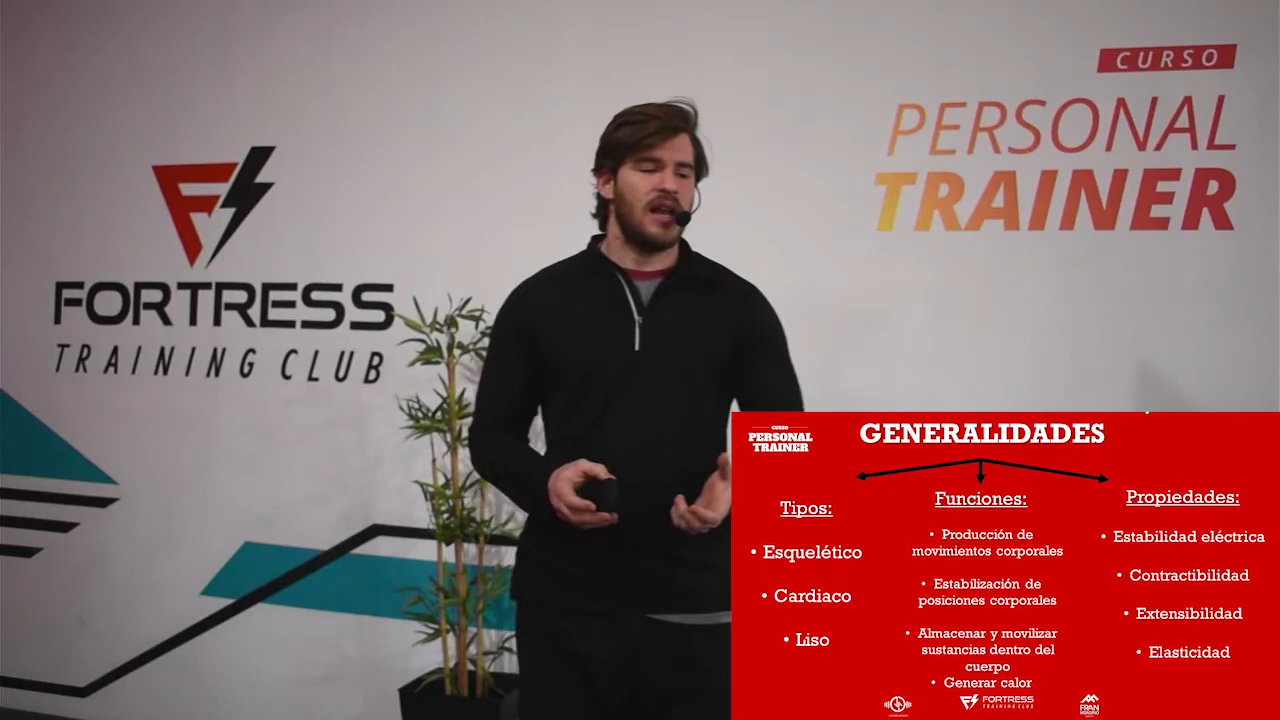 CURSO
PERSONAL
TRAINER
FORTRESS
TRAINING CLUB
CURSO
PERSONAL
TRAINER
GENERALIDADES
Tipos:
• Esquelético
• Cardiaco
• Liso
Funciones:
• Producción de
movimientos corporales
• Estabilización de
posiciones corporales
• Almacenar y movilizar
sustancias dentro del
cuerpo
• Generar calor
Propiedades:
• Estabilidad eléctrica
• Contractibilidad
• Extensibilidad
• Elasticidad
FORTRESS
TRAINING CLUB
FRAN